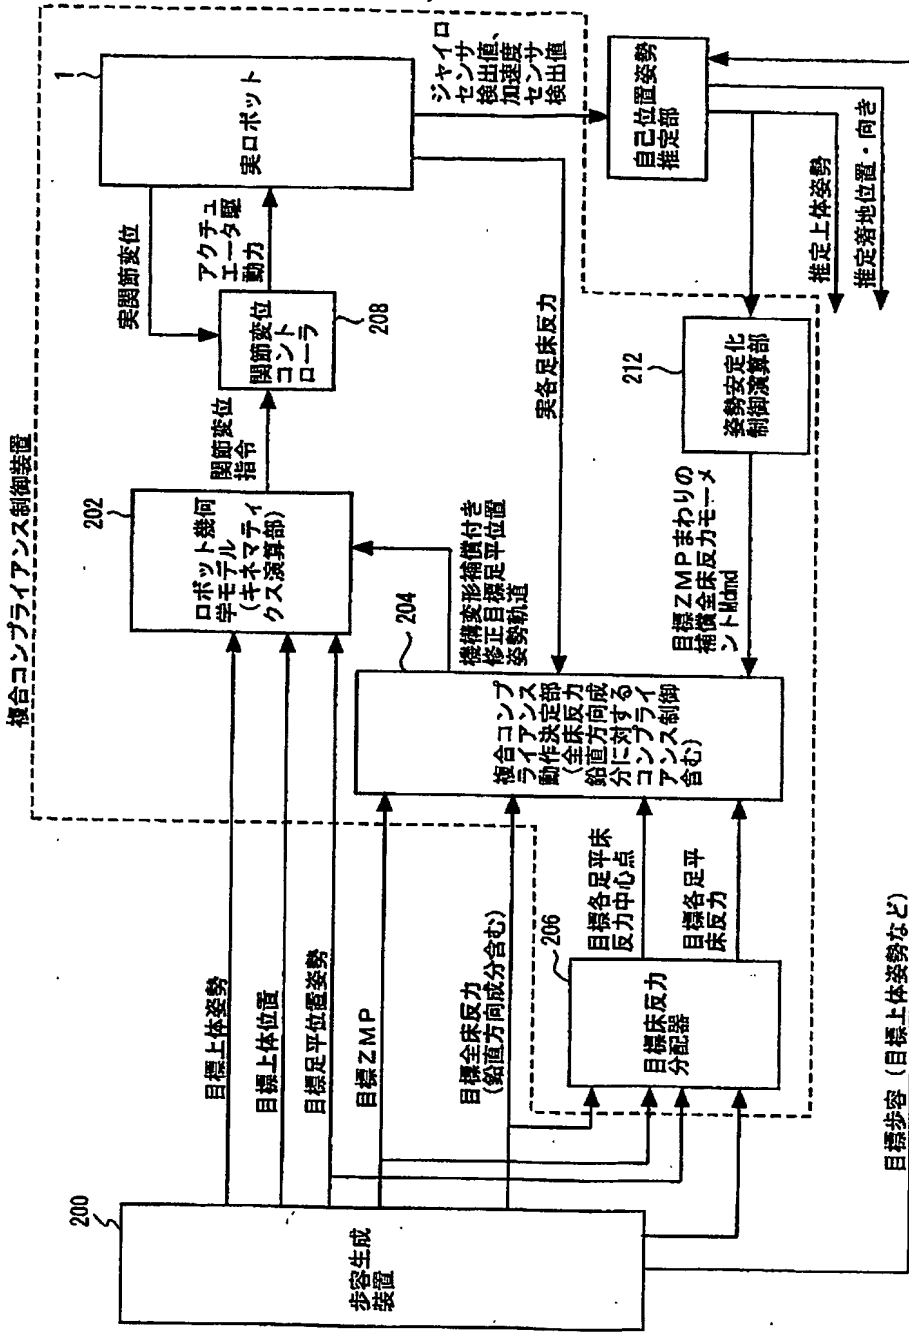 複合コンプライアンス制御装置
200
歩容生成
装置
目標上体姿勢
目標上体位置
目標足平位置姿勢
目標ZMP
目標全床反力
(鉛直方向成分含む)
206
目標床反力
分配器
目標各足平床
反力中心点
目標各足平
床反力
202
ロボット幾何
学モデル
(キネマティ
クス演算部)
204
複合コンプ
ライアンス
動作決定部
(全床反力
鉛直方向成
分に対する
コンプライ
アンス制御
含む)
機構変形補償付き
修正目標足平位置
姿勢軌道
関節変位
指令
関節変位
コント
ローラ
208
実関節変位
アクチュ
エータ駆
動力
1
実ロボット
実各足床反力
ジャイロ
センサ
検出値、
加速度
センサ
検出値
自己位置姿勢
推定部
推定上体姿勢
推定着地位置・向き
212
姿勢安定化
制御演算部
目標ZMPまわりの
補償全床反力モーメ
ントMdmd
目標歩容(目標上体姿勢など)